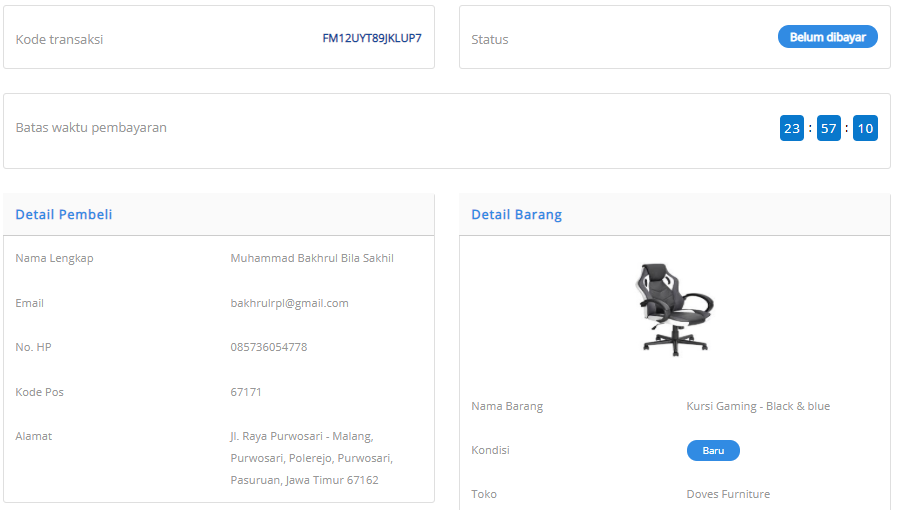 Kode transaksi FM12UYT89JKLUP7
Status Belum dibayar
Batas waktu pembayaran 23 : 57 : 10
Detail Pembeli
Nama Lengkap Muhammad Bakhrul Bila Sakhil
Email bakhrulrpl@gmail.com
No. HP 085736054778
Kode Pos 67171
Alamat Jl. Raya Purwosari - Malang,
Purwosari, Polerejo, Purwosari,
Pasuruan, Jawa Timur 67162
Detail Barang
Nama Barang Kursi Gaming - Black & blue
Kondisi Baru
Toko Doves Furniture